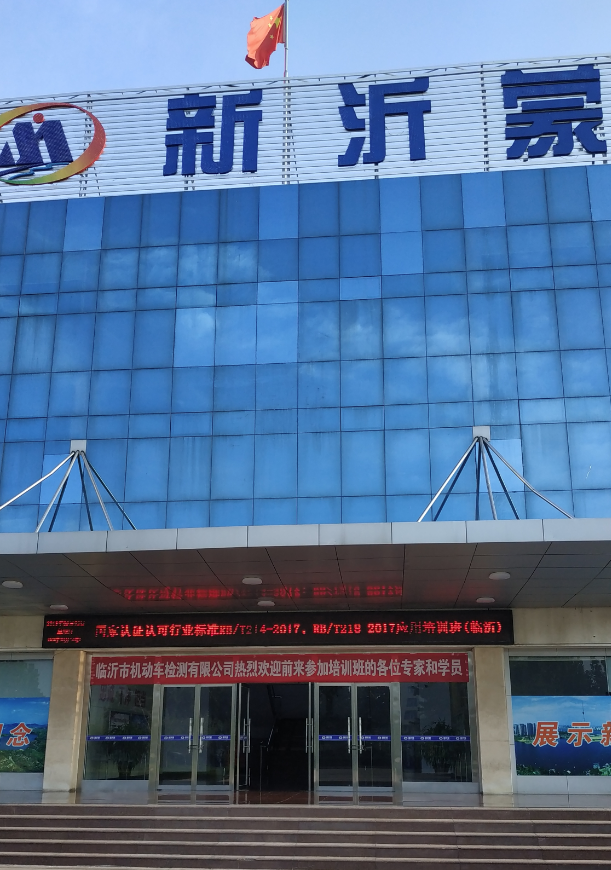 新沂蒙
国家认证认可行业标准RB/T214-2017，RB/T218 2017应用培训班(临沂)
临沂市机动车检测有限公司热烈欢迎前来参加培训班的各位专家和学员
念
展示新